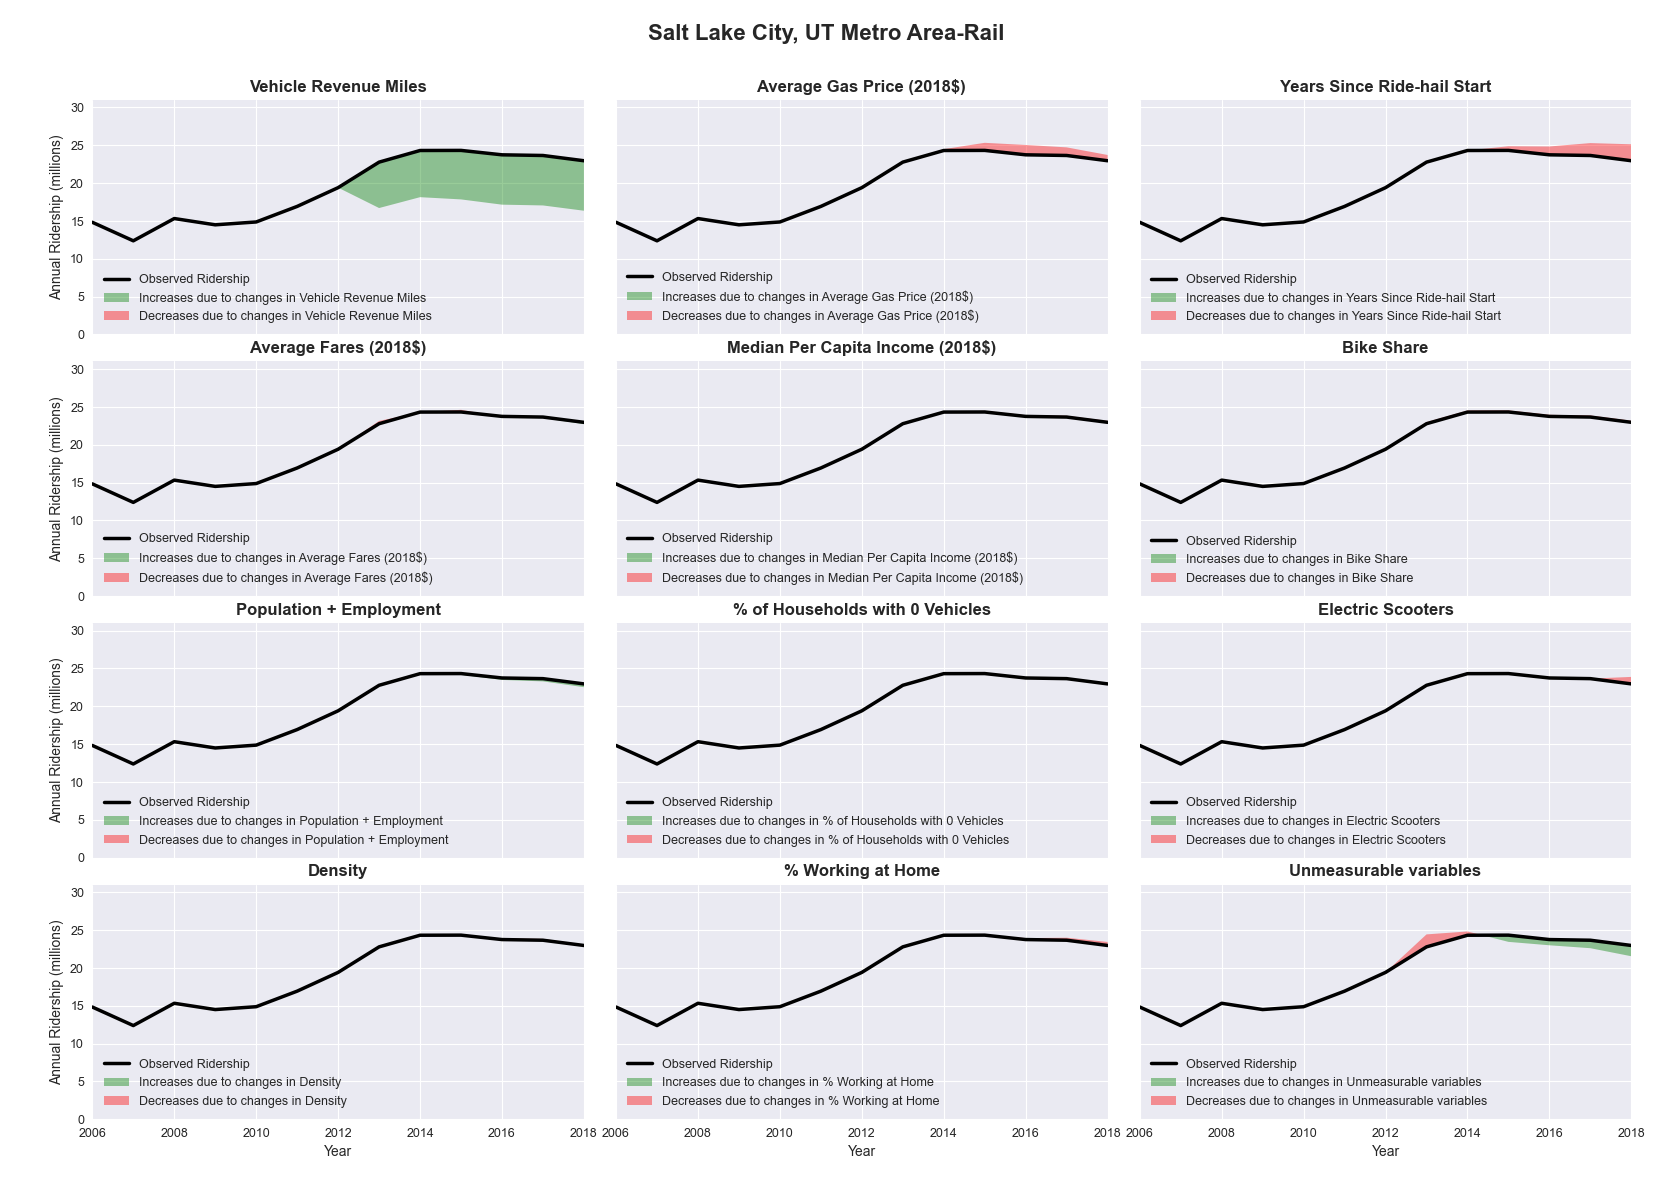 Salt Lake City, UT Metro Area-Rail
Vehicle Revenue Miles
Average Gas Price (2018$)
Years Since Ride-hail Start
30
25
20
15
10
5
0
Annual Ridership (millions)
Observed Ridership
Increases due to changes in Vehicle Revenue Miles
Decreases due to changes in Vehicle Revenue Miles
Observed Ridership
Increases due to changes in Average Gas Price (2018$)
Decreases due to changes in Average Gas Price (2018$)
Observed Ridership
Increases due to changes in Years Since Ride-hail Start
Decreases due to changes in Years Since Ride-hail Start
Average Fares (2018$)
Median Per Capita Income (2018$)
Bike Share
30
25
20
15
10
5
0
Annual Ridership (millions)
Observed Ridership
Increases due to changes in Average Fares (2018$)
Decreases due to changes in Average Fares (2018$)
Observed Ridership
Increases due to changes in Median Per Capita Income (2018$)
Decreases due to changes in Median Per Capita Income (2018$)
Observed Ridership
Increases due to changes in Bike Share
Decreases due to changes in Bike Share
Population + Employment
% of Households with 0 Vehicles
Electric Scooters
30
25
20
15
10
5
0
Annual Ridership (millions)
Observed Ridership
Increases due to changes in Population + Employment
Decreases due to changes in Population + Employment
Observed Ridership
Increases due to changes in % of Households with 0 Vehicles
Decreases due to changes in % of Households with 0 Vehicles
Observed Ridership
Increases due to changes in Electric Scooters
Decreases due to changes in Electric Scooters
Density
% Working at Home
Unmeasurable variables
30
25
20
15
10
5
0
Annual Ridership (millions)
Observed Ridership
Increases due to changes in Density
Decreases due to changes in Density
Observed Ridership
Increases due to changes in % Working at Home
Decreases due to changes in % Working at Home
Observed Ridership
Increases due to changes in Unmeasurable variables
Decreases due to changes in Unmeasurable variables
2006 2008 2010 2012 2014 2016 2018
2006 2008 2010 2012 2014 2016 2018
2006 2008 2010 2012 2014 2016 2018
Year
Year
Year